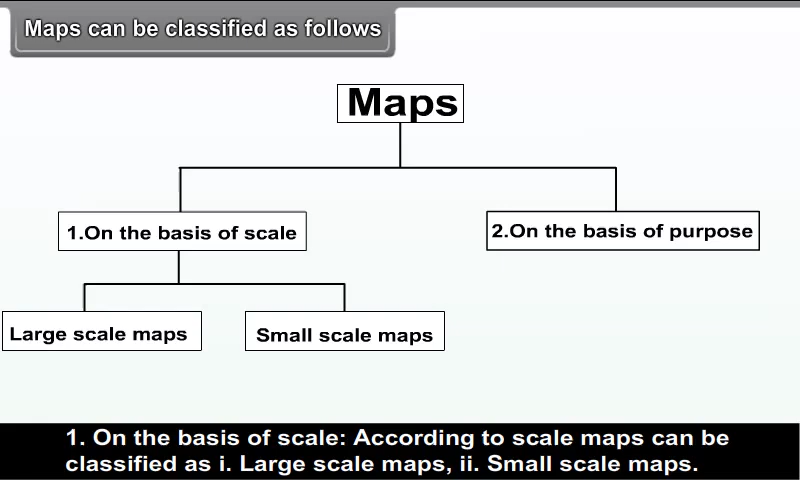 Maps can be classified as follows
Maps
1.On the basis of scale
2.On the basis of purpose
Large scale maps
Small scale maps
1. On the basis of scale: According to scale maps can be
classified as i. Large scale maps, ii. Small scale maps.